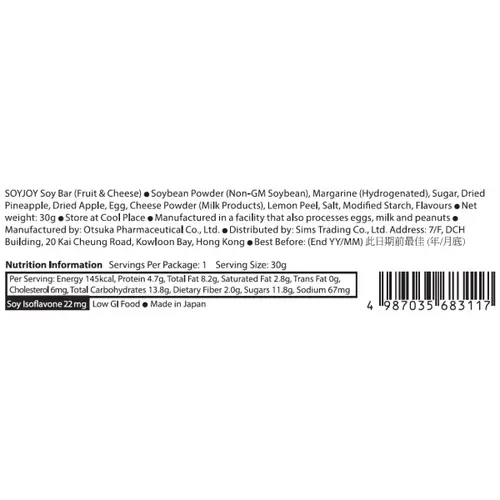 SOYJOY Soy Bar (Fruit & Cheese) ● Soybean Powder (Non-GM Soybean), Margarine (Hydrogenated), Sugar, Dried
Pineapple, Dried Apple, Egg, Cheese Powder (Milk Products), Lemon Peel, Salt, Modified Starch, Flavours ● Net
weight: 30g ● Store at Cool Place ● Manufactured in a facility that also processes eggs, milk and peanuts ●
Manufactured by: Otsuka Pharmaceutical Co., Ltd. ● Distributed by: Sims Trading Co., Ltd. Address: 7/F, DCH
Building, 20 Kai Cheung Road, Kowloon Bay, Hong Kong ● Best Before: (End YY/MM) 此日期前最佳 (年/月底)
Nutrition Information Servings Per Package: 1 Serving Size: 30g
Per Serving: Energy 145kcal, Protein 4.7g, Total Fat 8.2g, Saturated Fat 2.8g, Trans Fat 0g,
Cholesterol 6mg, Total Carbohydrates 13.8g, Dietary Fiber 2.0g, Sugars 11.8g, Sodium 67mg
Soy Isoflavone 22 mg Low GI Food ● Made in Japan
4 987035 683117